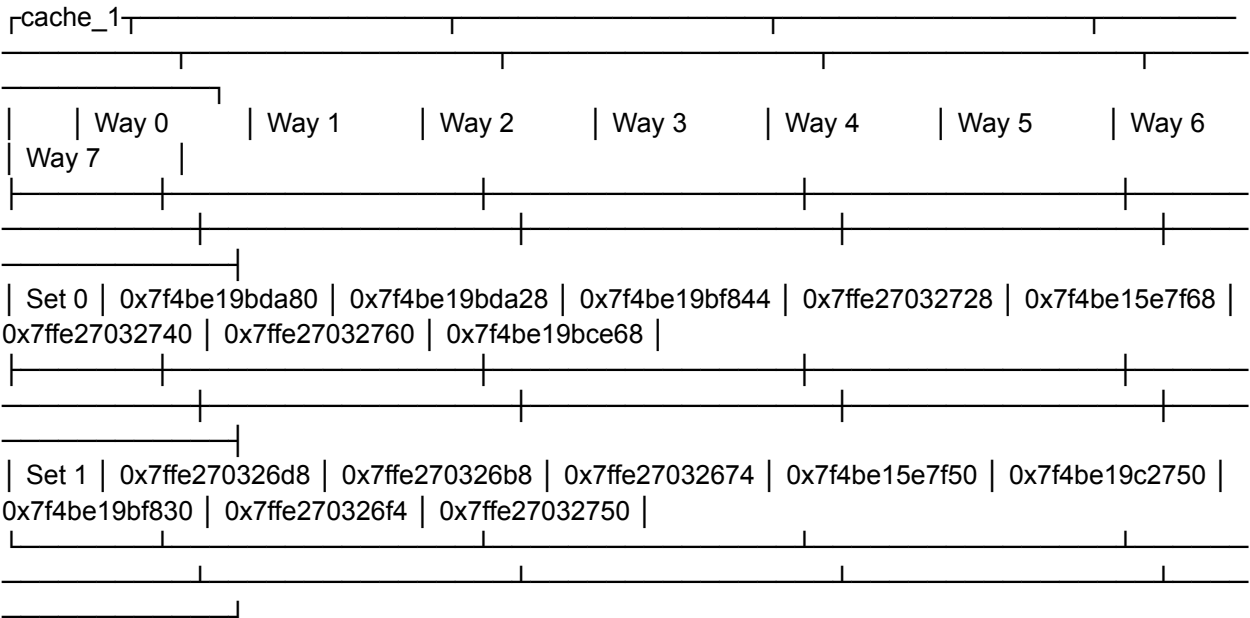 ┌cache_1┬────────────────┬────────────────┬────────────────┬───────
─────────┬────────────────┬────────────────┬────────────────┬─────
───────────┐
│ │ Way 0 │ Way 1 │ Way 2 │ Way 3 │ Way 4 │ Way 5 │ Way 6
│ Way 7 │
├───────┼────────────────┼────────────────┼────────────────┼──────
──────────┼────────────────┼────────────────┼────────────────┼────
────────────┤
│ Set 0 │ 0x7f4be19bda80 │ 0x7f4be19bda28 │ 0x7f4be19bf844 │ 0x7ffe27032728 │ 0x7f4be15e7f68 │
0x7ffe27032740 │ 0x7ffe27032760 │ 0x7f4be19bce68 │
├───────┼────────────────┼────────────────┼────────────────┼──────
──────────┼────────────────┼────────────────┼────────────────┼────
────────────┤
│ Set 1 │ 0x7ffe270326d8 │ 0x7ffe270326b8 │ 0x7ffe27032674 │ 0x7f4be15e7f50 │ 0x7f4be19c2750 │
0x7f4be19bf830 │ 0x7ffe270326f4 │ 0x7ffe27032750 │
└───────┴────────────────┴────────────────┴────────────────┴──────
──────────┴────────────────┴────────────────┴────────────────┴────
────────────┘